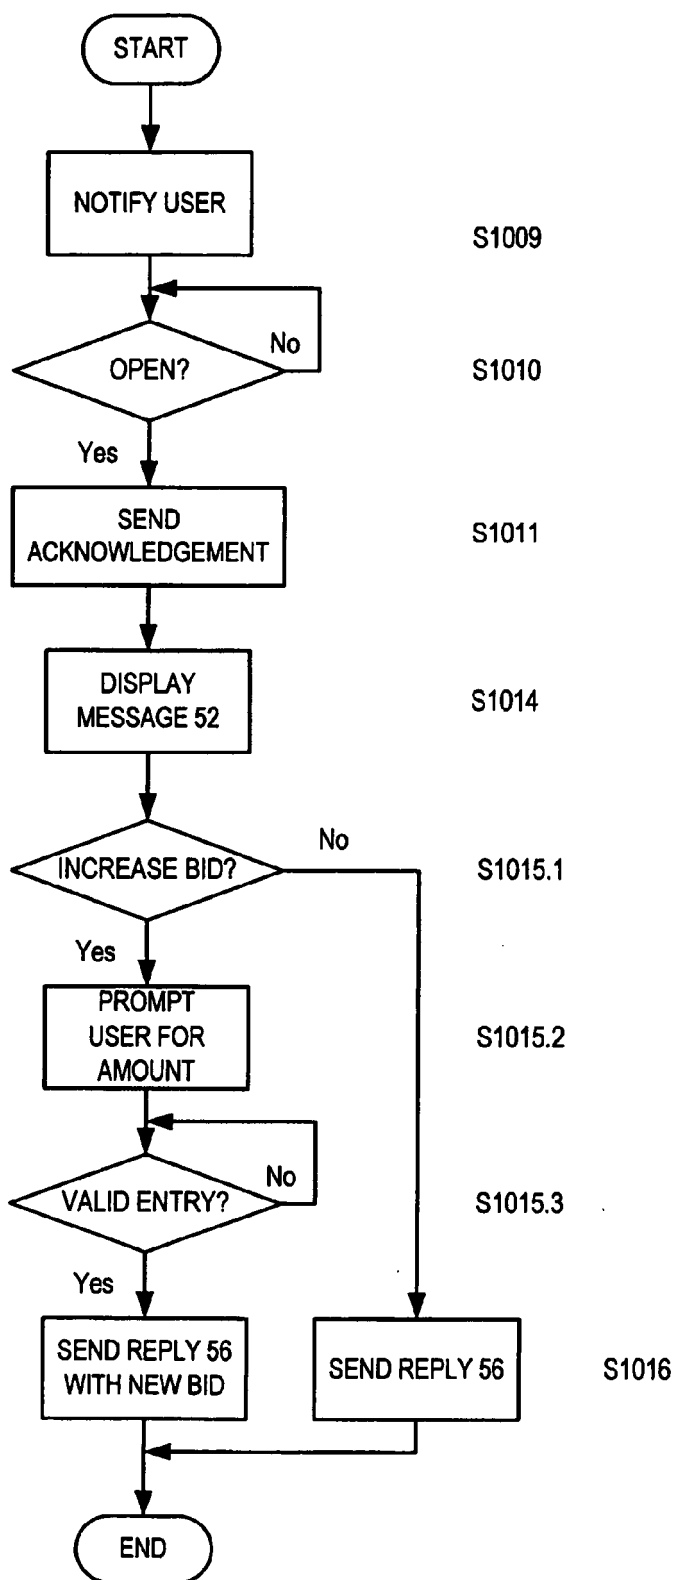 START
NOTIFY USER
S1009
No
OPEN?
S1010
Yes
SEND
ACKNOWLEDGEMENT
S1011
DISPLAY
MESSAGE 52
S1014
No
INCREASE BID?
S1015.1
Yes
PROMPT
USER FOR
AMOUNT
S1015.2
No
VALID ENTRY?
S1015.3
Yes
SEND REPLY 56
WITH NEW BID
SEND REPLY 56
S1016
END